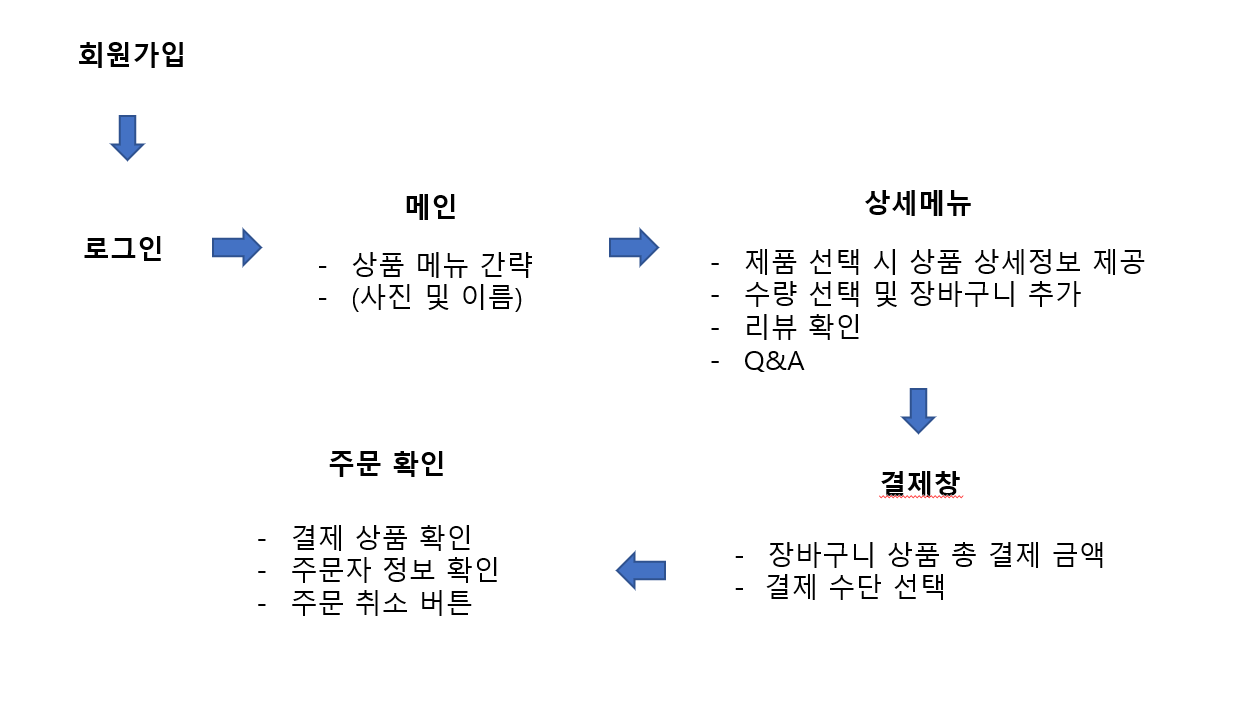 회원가입
로그인
메인
- 상품 메뉴 간략
- (사진 및 이름)
상세메뉴
- 제품 선택 시 상품 상세정보 제공
- 수량 선택 및 장바구니 추가
- 리뷰 확인
- Q&A
결제창
- 장바구니 상품 총 결제 금액
- 결제 수단 선택
주문 확인
- 결제 상품 확인
- 주문자 정보 확인
- 주문 취소 버튼